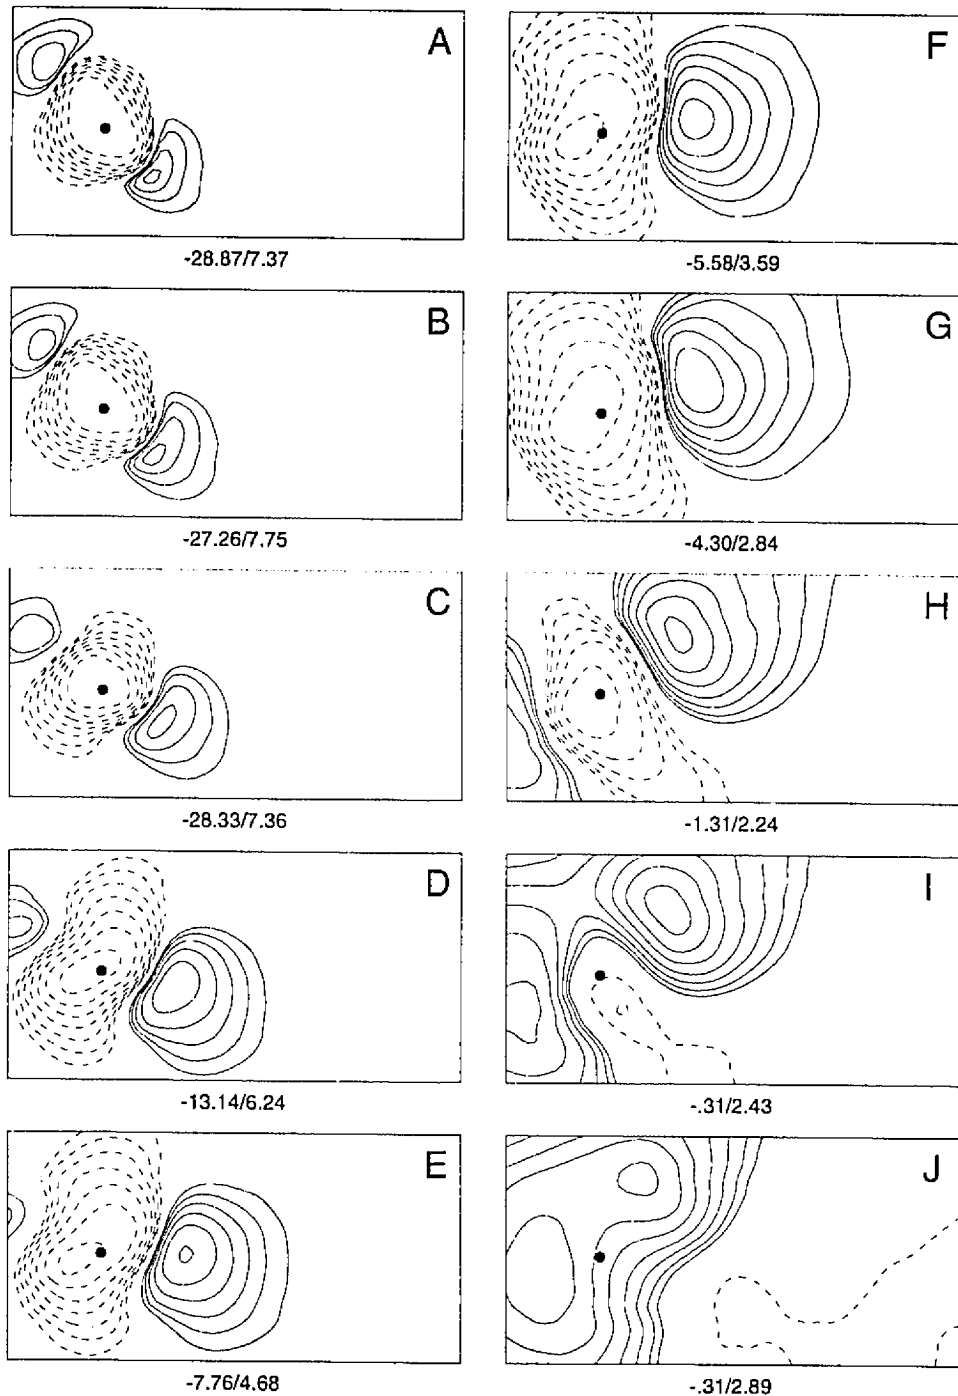 A
-28.87/7.37
B
-27.26/7.75
C
-28.33/7.36
D
-13.14/6.24
E
-7.76/4.68
F
-5.58/3.59
G
-4.30/2.84
H
-1.31/2.24
I
-.31/2.43
J
-.31/2.89